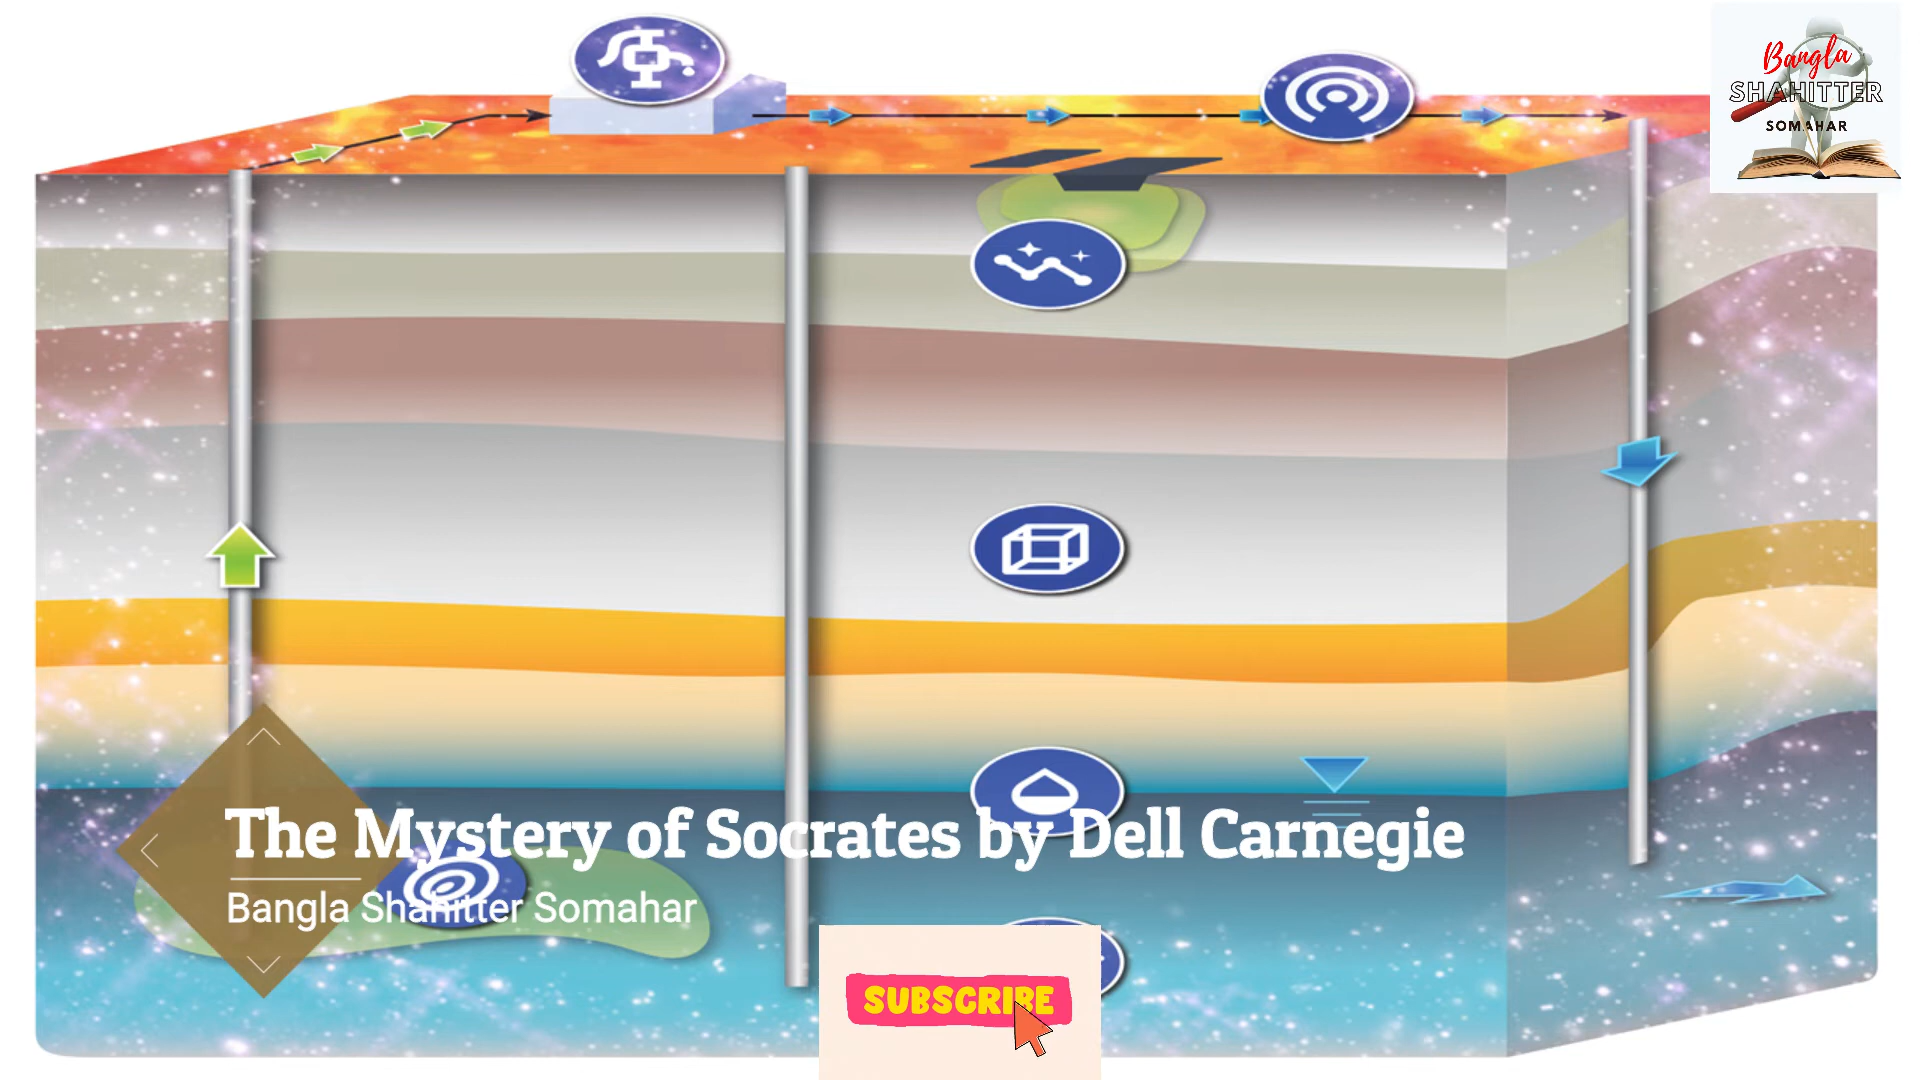 Bangla
SHAHITTER
SOMAHAR
The Mystery of Socrates by Dell Carnegie
Bangla Shahitter Somahar
SUBSCRIBE